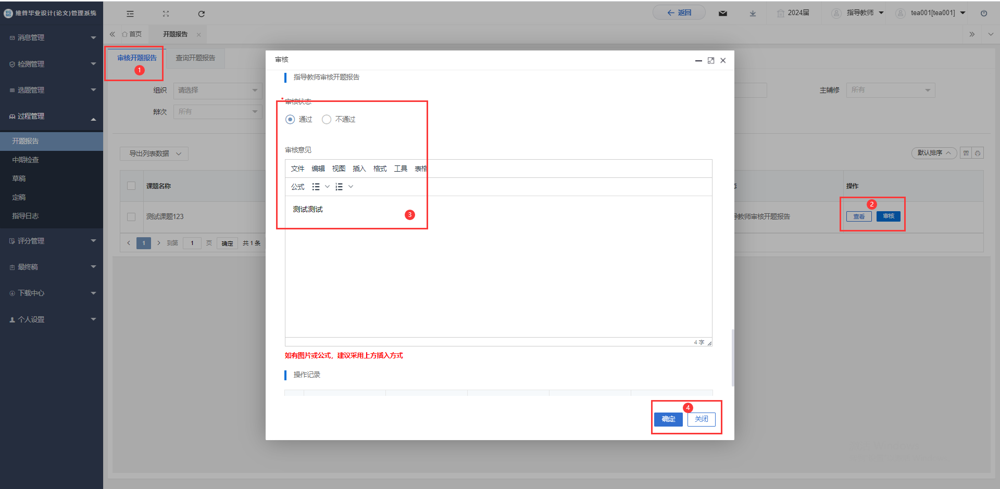 维普毕业设计(论文)管理系统
返回
2024届
指导教师
tea001[tea001]
消息管理
检测管理
选题管理
过程管理
开题报告
中期检查
草稿
定稿
指导日志
评分管理
最终稿
下载中心
个人设置
首页
开题报告
审核开题报告
1
查询开题报告
组织
请选择
主辅修
所有
辩次
所有
导出列表数据
默认排序
课题名称
操作
测试课题123
教师审核开题报告
2
查看
审核
1
到第
1
页
确定
共 1 条
审核
指导教师审核开题报告
* 审核状态
通过
不通过
审核意见
文件 编辑 视图 插入 格式 工具 表格
公式
测试测试
3
4 字
如有图片或公式，建议采用上方插入方式
操作记录
4
确定
关闭